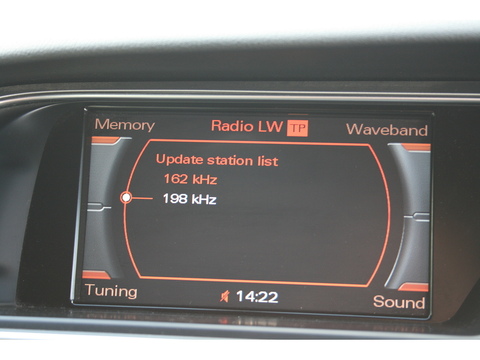 Memory Radio LW TP Waveband
Update station list
162 kHz
198 kHz
Tuning 14:22 Sound